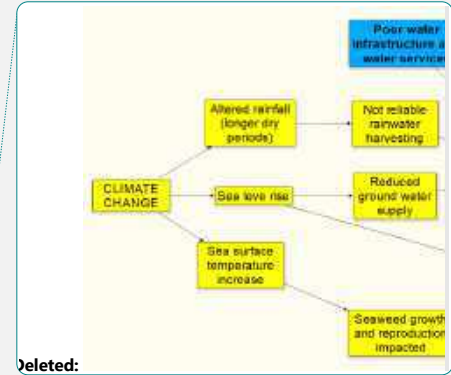 Poor water
infrastructure a
water service
Altered rainfall
(longer dry
periods)
Not reliable
rainwater
harvesting
CLIMATE
CHANGE
Sea leve rise
Reduced
ground water
supply
Sea surface
temperature
increase
Seaweed growth
and reproduction
impacted
Deleted: